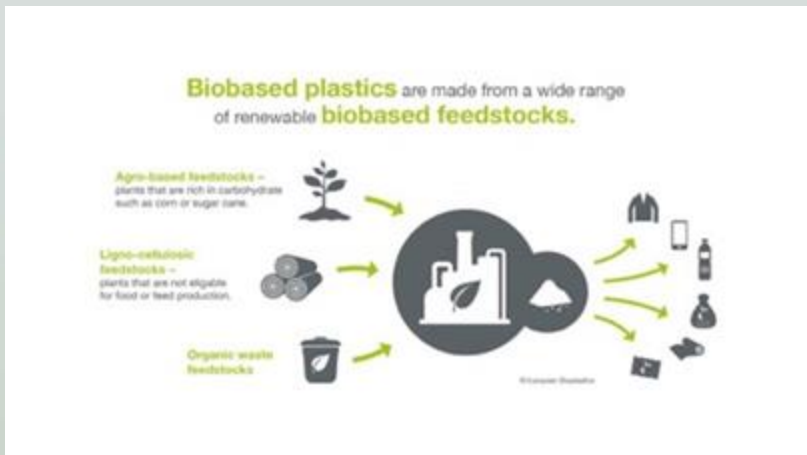 Biobased plastics are made from a wide range
of renewable biobased feedstocks.
Agro-based feedstocks –
plants that are rich in carbohydrate
such as corn or sugar cane.
Ligno-cellulosic
feedstocks –
plants that are not eligable
for food or feed production.
Organic waste
feedstocks
© European Bioplastics